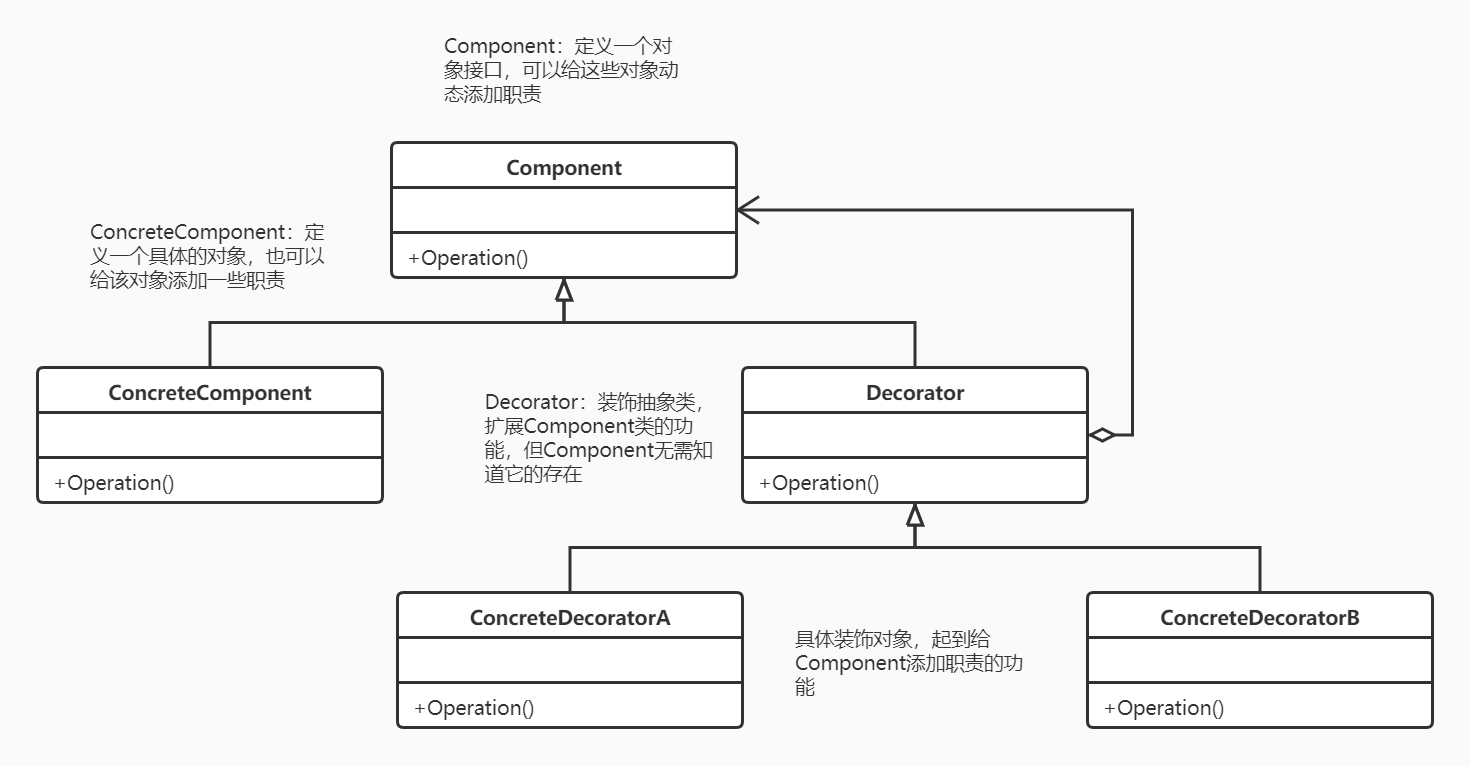 Component：定义一个对
象接口，可以给这些对象动
态添加职责
Component
+Operation()
ConcreteComponent：定
义一个具体的对象，也可以
给该对象添加一些职责
ConcreteComponent
+Operation()
Decorator：装饰抽象类，
扩展Component类的功
能，但Component无需知
道它的存在
Decorator
+Operation()
ConcreteDecoratorA
+Operation()
具体装饰对象，起到给
Component添加职责的功
能
ConcreteDecoratorB
+Operation()